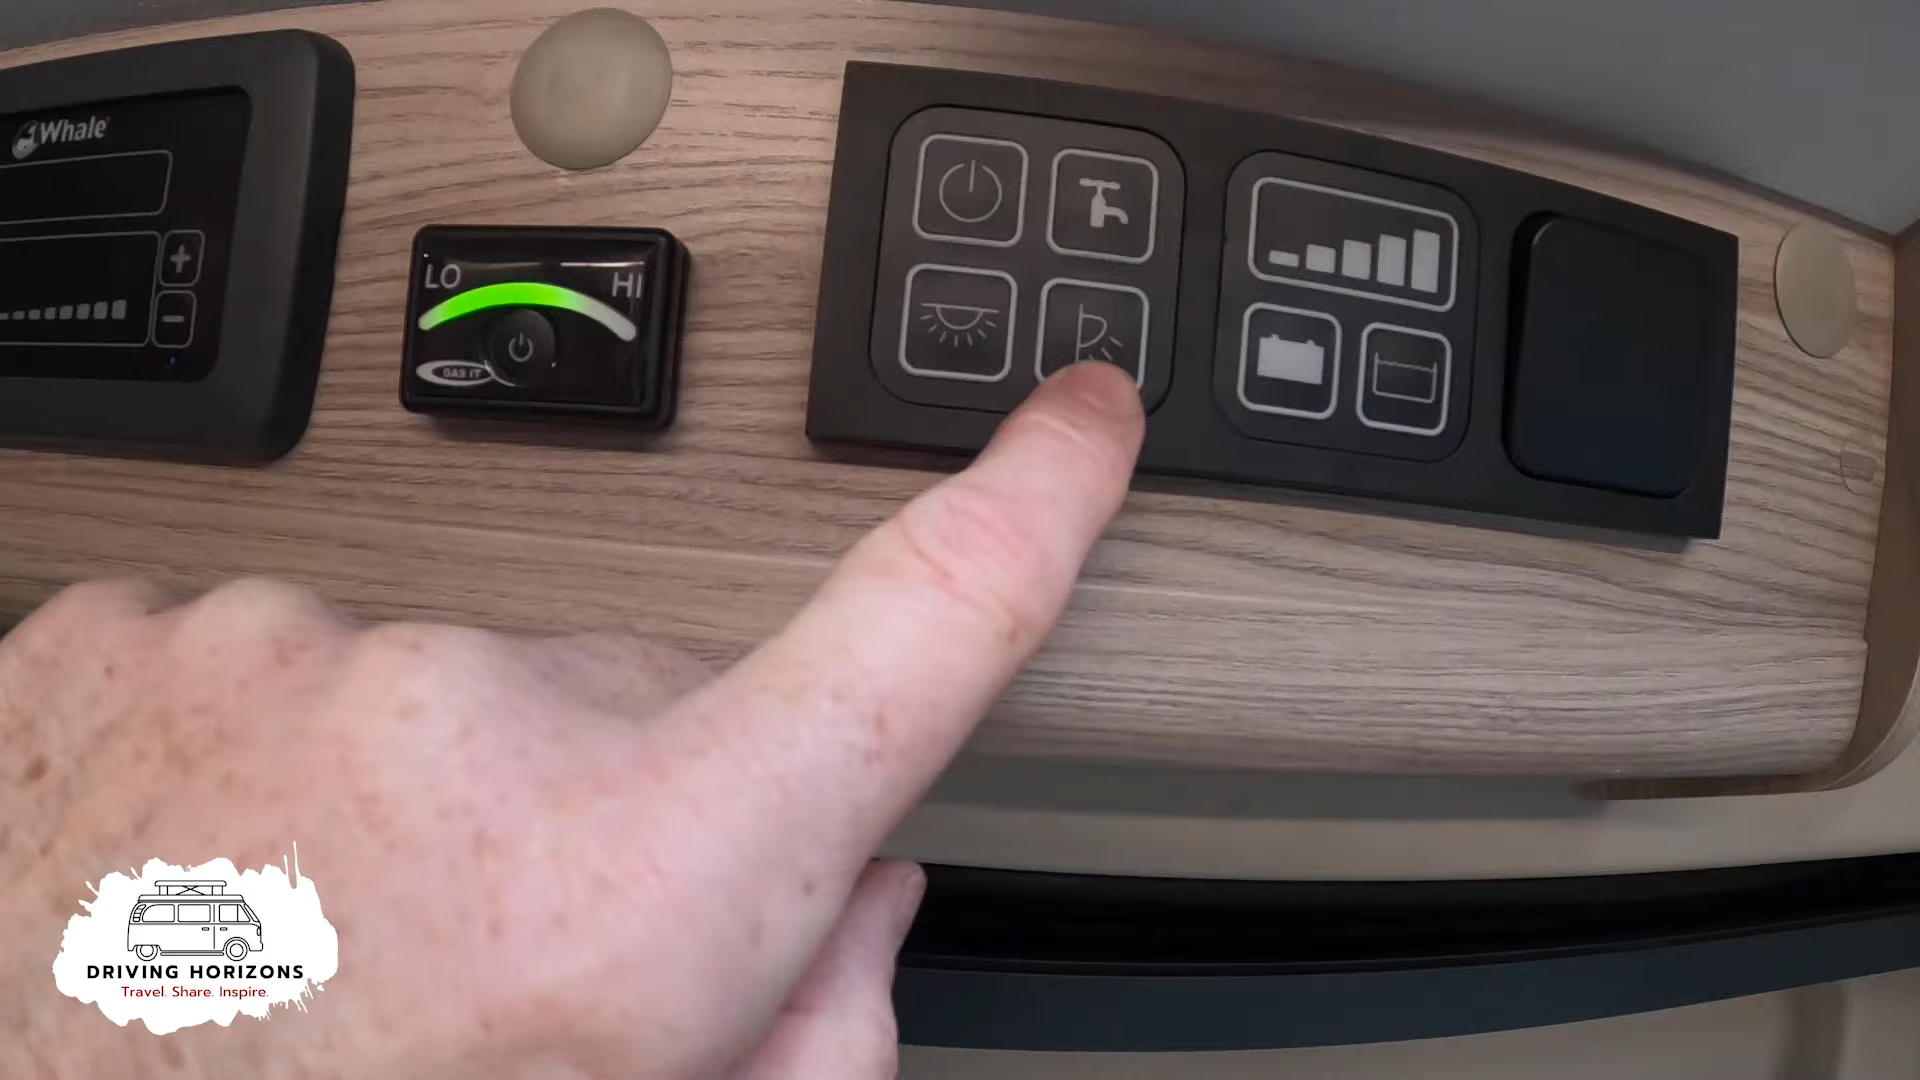 Whale
LO
HI
GAS IT
DRIVING HORIZONS
Travel. Share. Inspire.